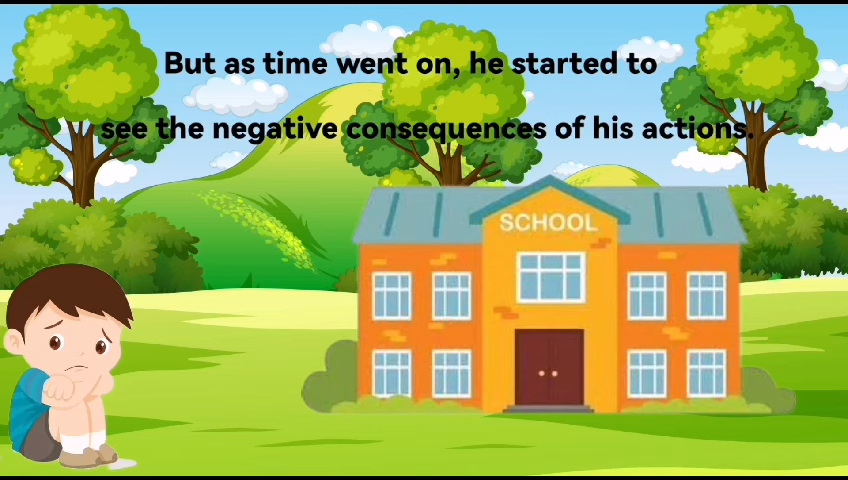 But as time went on, he started to
see the negative consequences of his actions.
SCHOOL